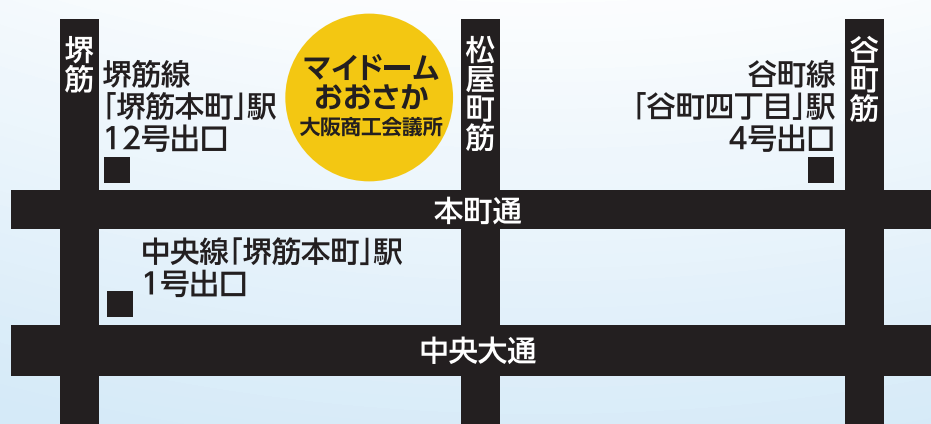 堺筋
堺筋線
「堺筋本町」駅
12号出口
マイドーム
おおさか
大阪商工会議所
松屋町筋
谷町線
「谷町四丁目」駅
4号出口
谷町筋
本町通
中央線「堺筋本町」駅
1号出口
中央大通